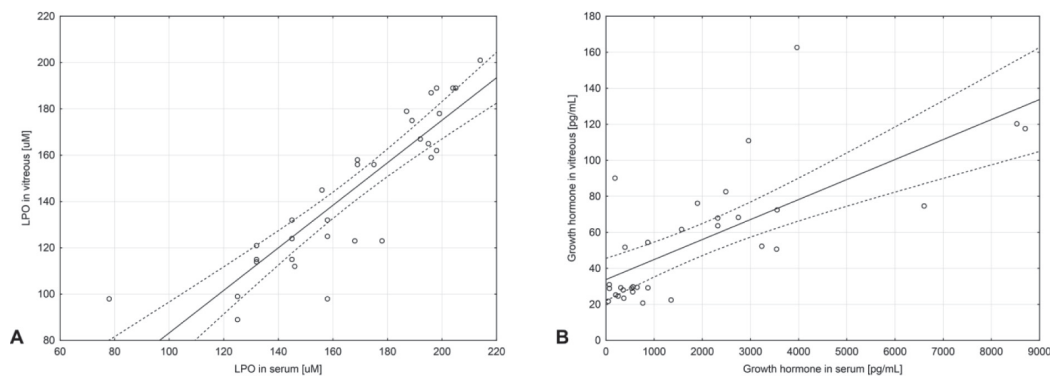 220
200
180
160
140
120
100
80
LPO in vitreous [uM]
60 80 100 120 140 160 180 200 220
LPO in serum [uM]
A
180
160
140
120
100
80
60
40
20
0
Growth hormone in vitreous [pg/mL]
0 1000 2000 3000 4000 5000 6000 7000 8000 9000
Growth hormone in serum [pg/mL]
B